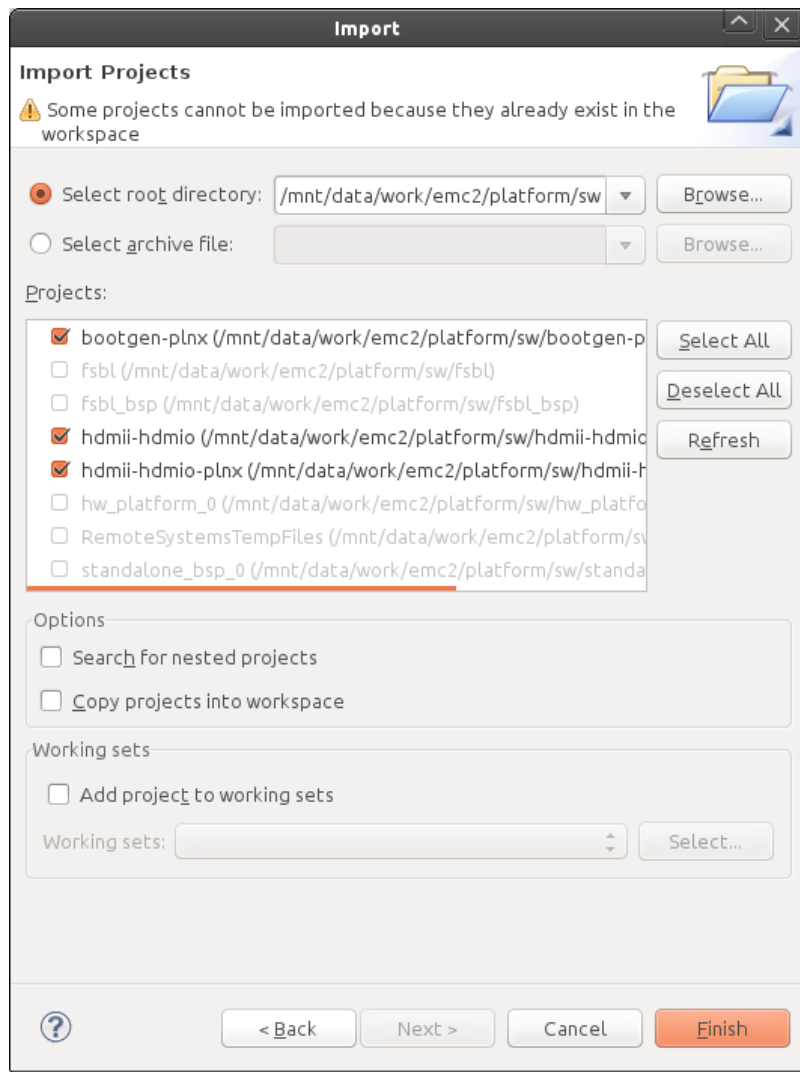 Import
Import Projects
Some projects cannot be imported because they already exist in the
workspace
Select root directory: /mnt/data/work/emc2/platform/sw Browse...
Select archive file: Browse...
Projects:
bootgen-plnx (/mnt/data/work/emc2/platform/sw/bootgen-p
Select All
fsbl (/mnt/data/work/emc2/platform/sw/fsbl)
Deselect All
fsbl_bsp (/mnt/data/work/emc2/platform/sw/fsbl_bsp)
hdmii-hdmio (/mnt/data/work/emc2/platform/sw/hdmii-hdmio
Refresh
hdmii-hdmio-plnx (/mnt/data/work/emc2/platform/sw/hdmii-h
hw_platform_0 (/mnt/data/work/emc2/platform/sw/hw_platfo
RemoteSystemsTempFiles (/mnt/data/work/emc2/platform/sw
standalone_bsp_0 (/mnt/data/work/emc2/platform/sw/standa
Options
Search for nested projects
Copy projects into workspace
Working sets
Add project to working sets
Working sets: Select...
? < Back Next > Cancel Finish